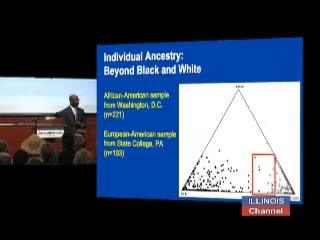 Individual Ancestry:
Beyond Black and White
African-American sample
from Washington, D.C.
(n=221)
European-American sample
from State College, PA
(n=193)
ILLINOIS
Channel